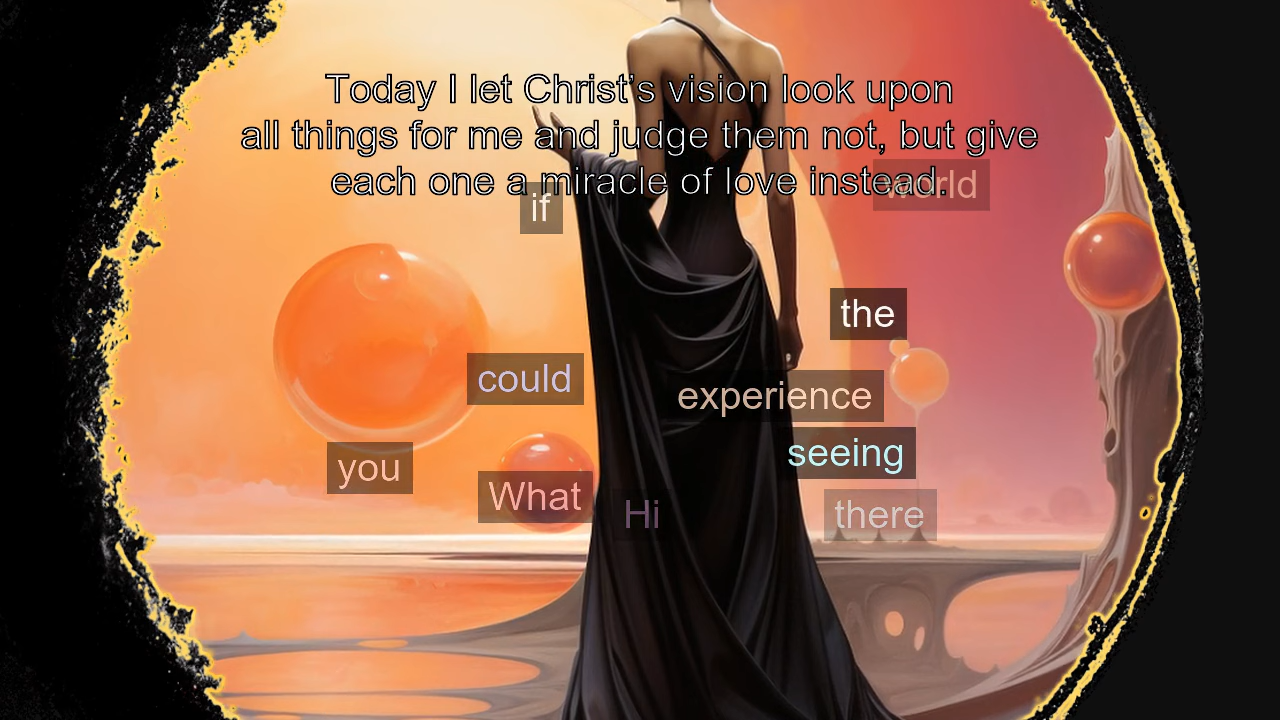 Today I let Christ's vision look upon
all things for me and judge them not, but give
each one a miracle of love instead.
world
if
the
could
experience
seeing
you
What
Hi
there